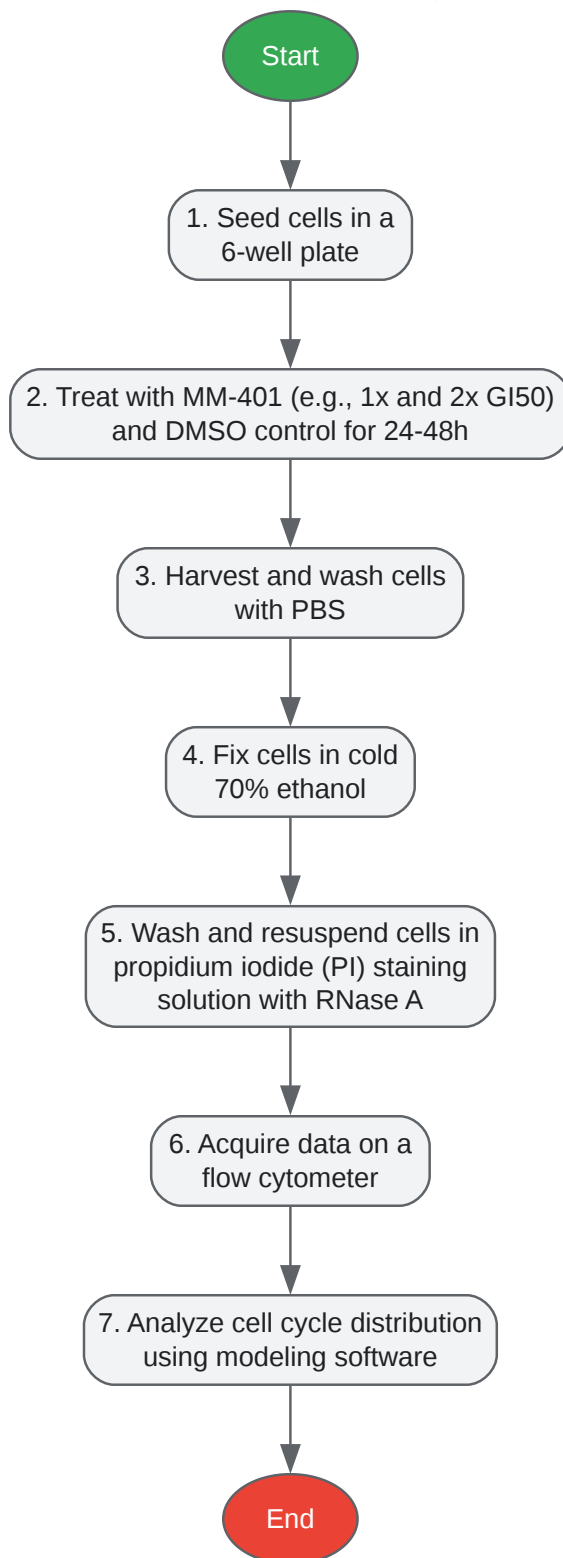 Start
1. Seed cells in a
6-well plate
2. Treat with MM-401 (e.g., 1x and 2x GI50)
and DMSO control for 24-48h
3. Harvest and wash cells
with PBS
4. Fix cells in cold
70% ethanol
5. Wash and resuspend cells in
propidium iodide (PI) staining
solution with RNase A
6. Acquire data on a
flow cytometer
7. Analyze cell cycle distribution
using modeling software
End